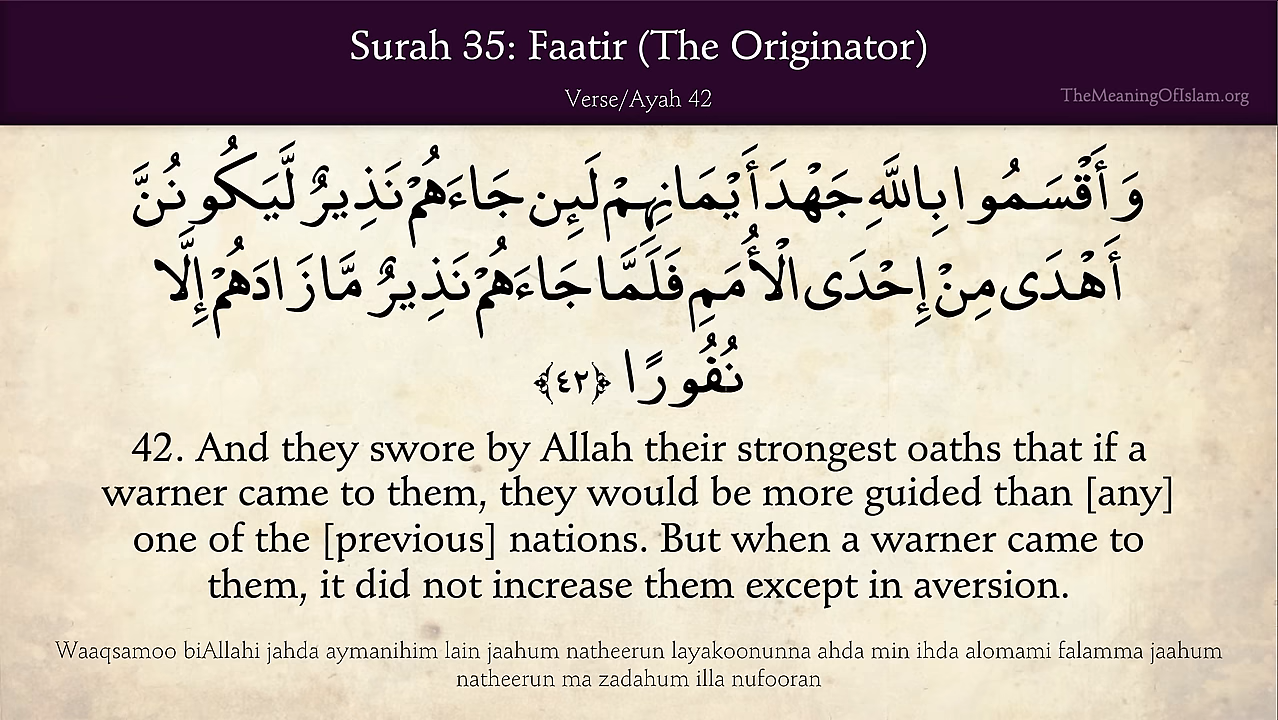 Surah 35: Faatir (The Originator)
Verse/Ayah 42
TheMeaningOfIslam.org
وَأَقْسَمُوا بِاللَّهِ جَهْدَ أَيْمَانِهِمْ لَئِن جَاءَهُمْ نَذِيرٌ لَّيَكُونُنَّ
أَهْدَى مِنْ إِحْدَى الْأُمَمِ فَلَمَّا جَاءَهُمْ نَذِيرٌ مَّا زَادَهُمْ إِلَّا
نُفُورًا ﴿٤٢﴾
42. And they swore by Allah their strongest oaths that if a
warner came to them, they would be more guided than [any]
one of the [previous] nations. But when a warner came to
them, it did not increase them except in aversion.
Waaqsamoo biAllahi jahda aymanihim lain jaahum natheerun layakoonunna ahda min ihda alomami falamma jaahum
natheerun ma zadahum illa nufooran